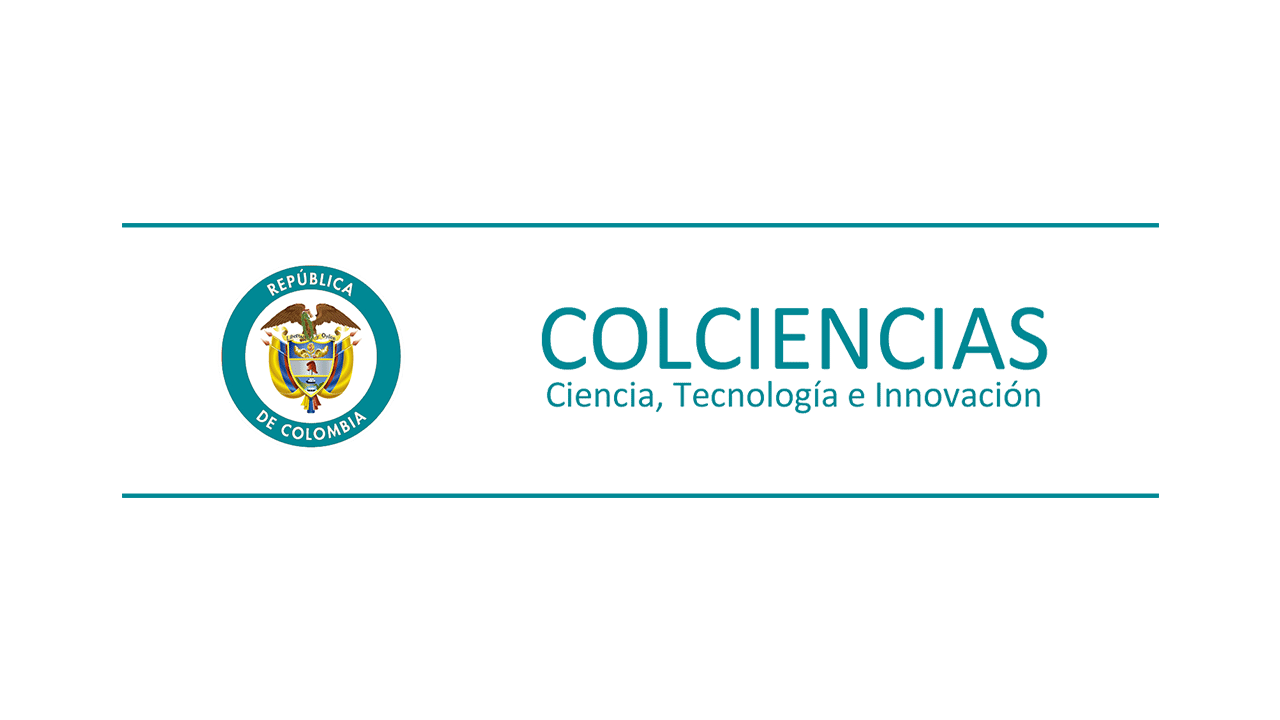 REPÚBLICA
DE COLOMBIA
COLCIENCIAS
Ciencia, Tecnología e Innovación